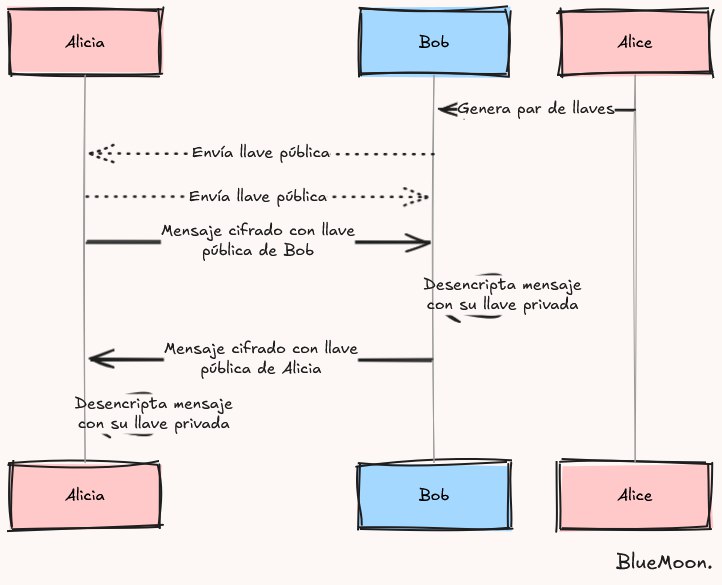 Alicia
Bob
Alice
Genera par de llaves
Envía llave pública
Envía llave pública
Mensaje cifrado con llave
pública de Bob
Desencripta mensaje
con su llave privada
Mensaje cifrado con llave
pública de Alicia
Desencripta mensaje
con su llave privada
Alicia
Bob
Alice
BlueMoon.